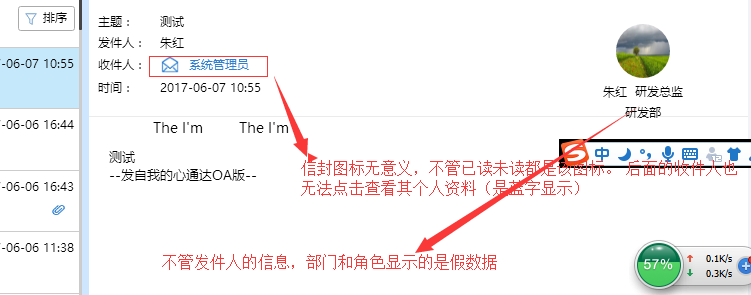 排序
主题： 测试
发件人： 朱红
收件人： 系统管理员
时间： 2017-06-07 10:55
朱红 研发总监
研发部
-06-07 10:55
-06-06 16:44
-06-06 16:43
-06-06 11:38
The I'm The I'm
测试
--发自我的心通达OA版--
中
信封图标无意义，不管已读未读都是该图标。后面的收件人也
无法点击查看其个人资料（是蓝字显示）
不管发件人的信息，部门和角色显示的是假数据
57%
0.1K/s
0.3K/s